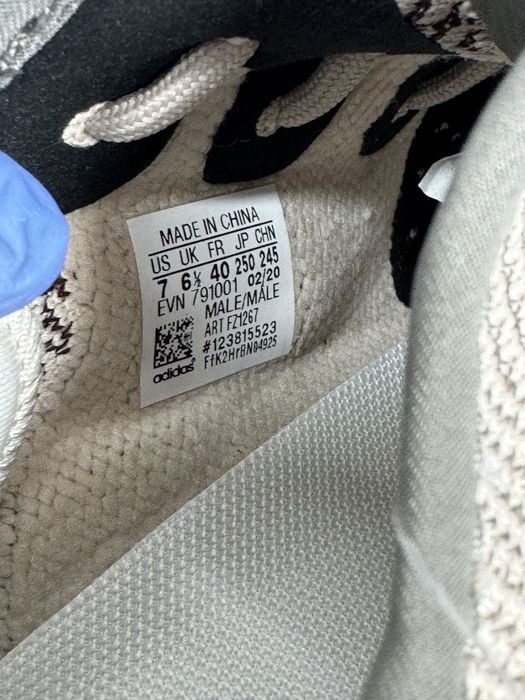 MADE IN CHINA
US UK FR JP CHN
7 6½ 40 250 245
EVN 791001 02/20
MALE/MÂLE
ART FZ1267
#123815523
FfK2HrBN04925
adidas